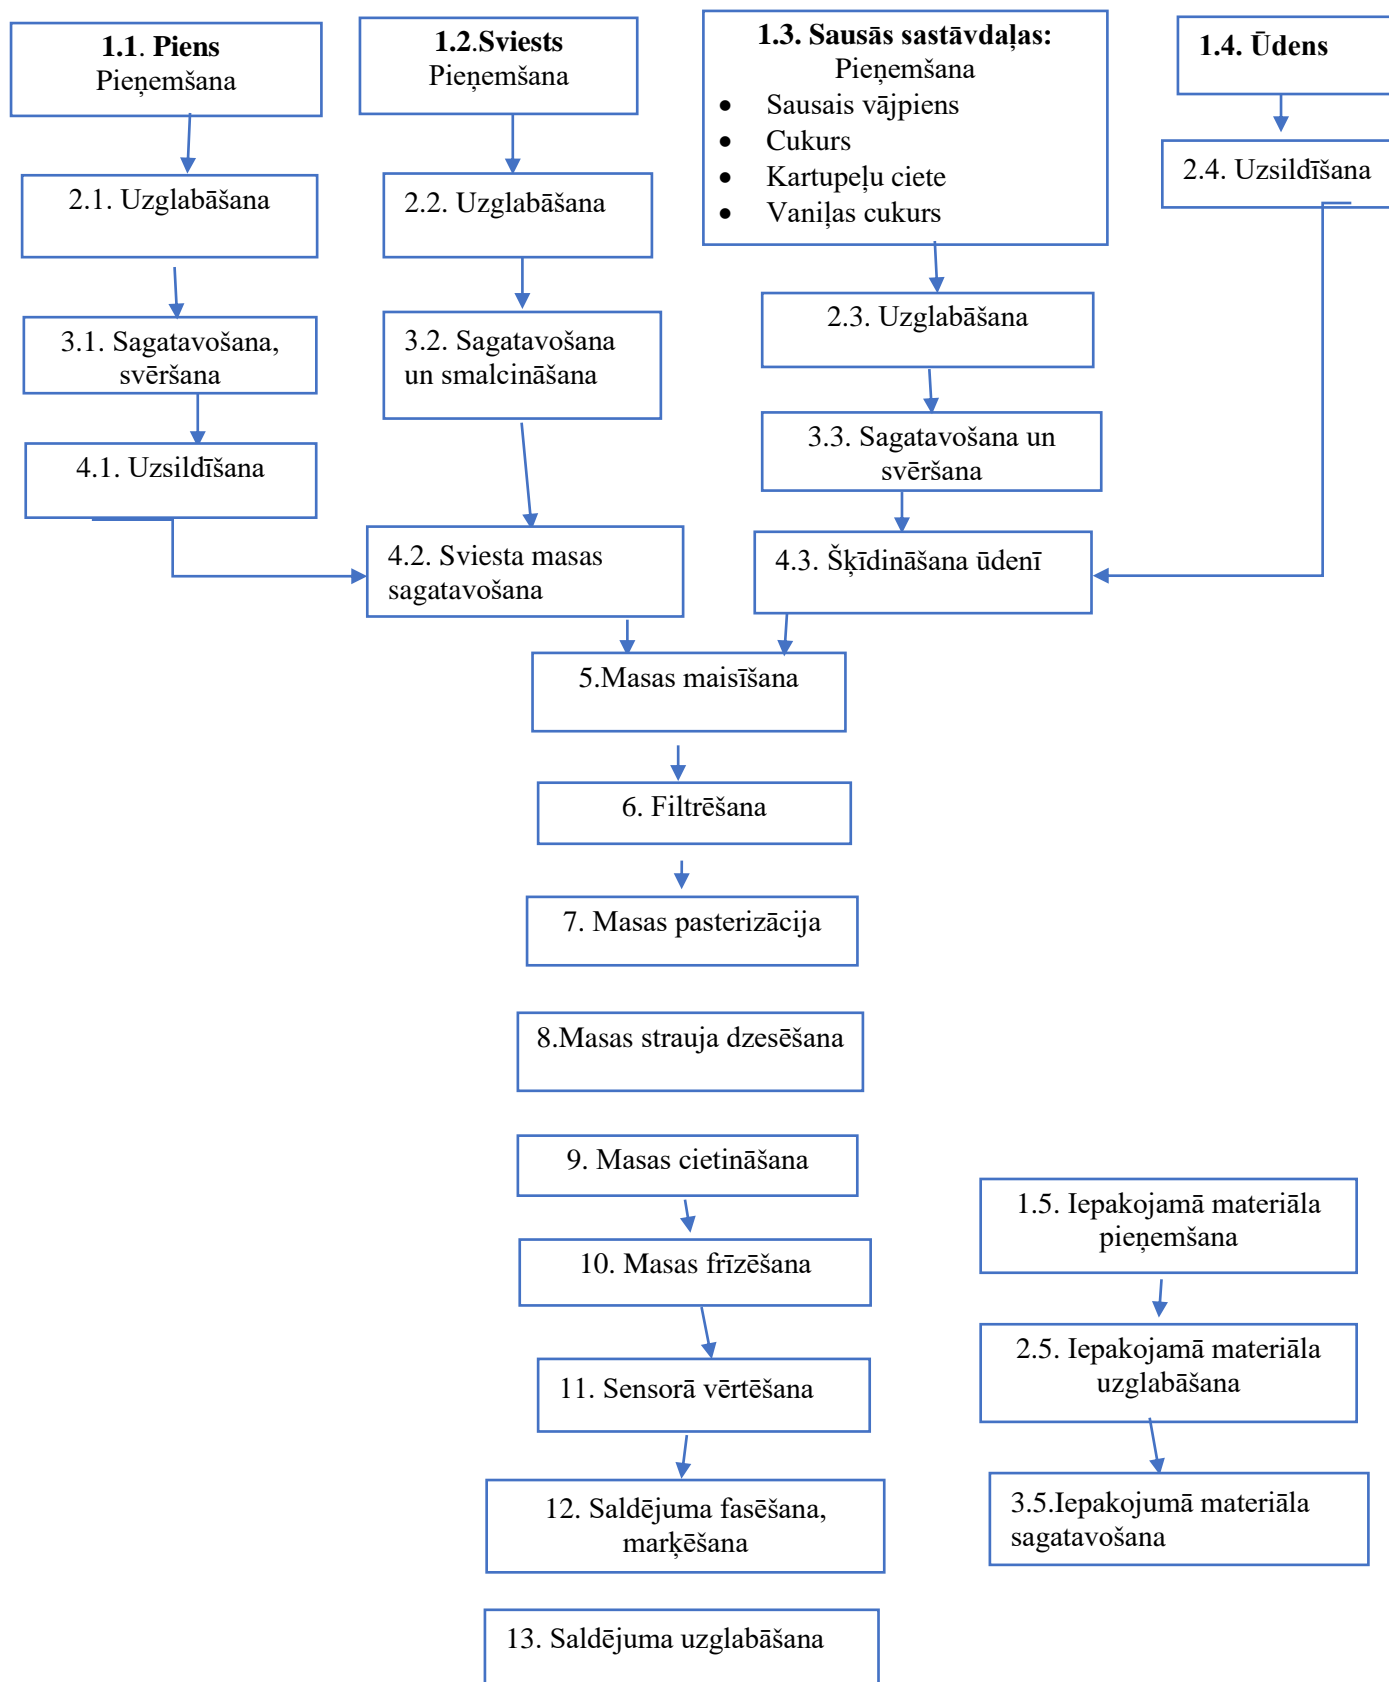 1.1. Piens
Pieņemšana
1.2.Sviests
Pieņemšana
1.3. Sausās sastāvdaļas:
Pieņemšana
• Sausais vājpiens
• Cukurs
• Kartupeļu ciete
• Vaniļas cukurs
1.4. Ūdens
2.1. Uzglabāšana
2.2. Uzglabāšana
2.3. Uzglabāšana
2.4. Uzsildīšana
3.1. Sagatavošana,
svēršana
3.2. Sagatavošana
un smalcināšana
3.3. Sagatavošana un
svēršana
4.1. Uzsildīšana
4.2. Sviesta masas
sagatavošana
4.3. Šķīdināšana ūdenī
5.Masas maisīšana
6. Filtrēšana
7. Masas pasterizācija
8.Masas strauja dzesēšana
9. Masas cietināšana
10. Masas frīzēšana
11. Sensorā vērtēšana
12. Saldējuma fasēšana,
marķēšana
13. Saldējuma uzglabāšana
1.5. Iepakojamā materiāla
pieņemšana
2.5. Iepakojamā materiāla
uzglabāšana
3.5.Iepakojumā materiāla
sagatavošana